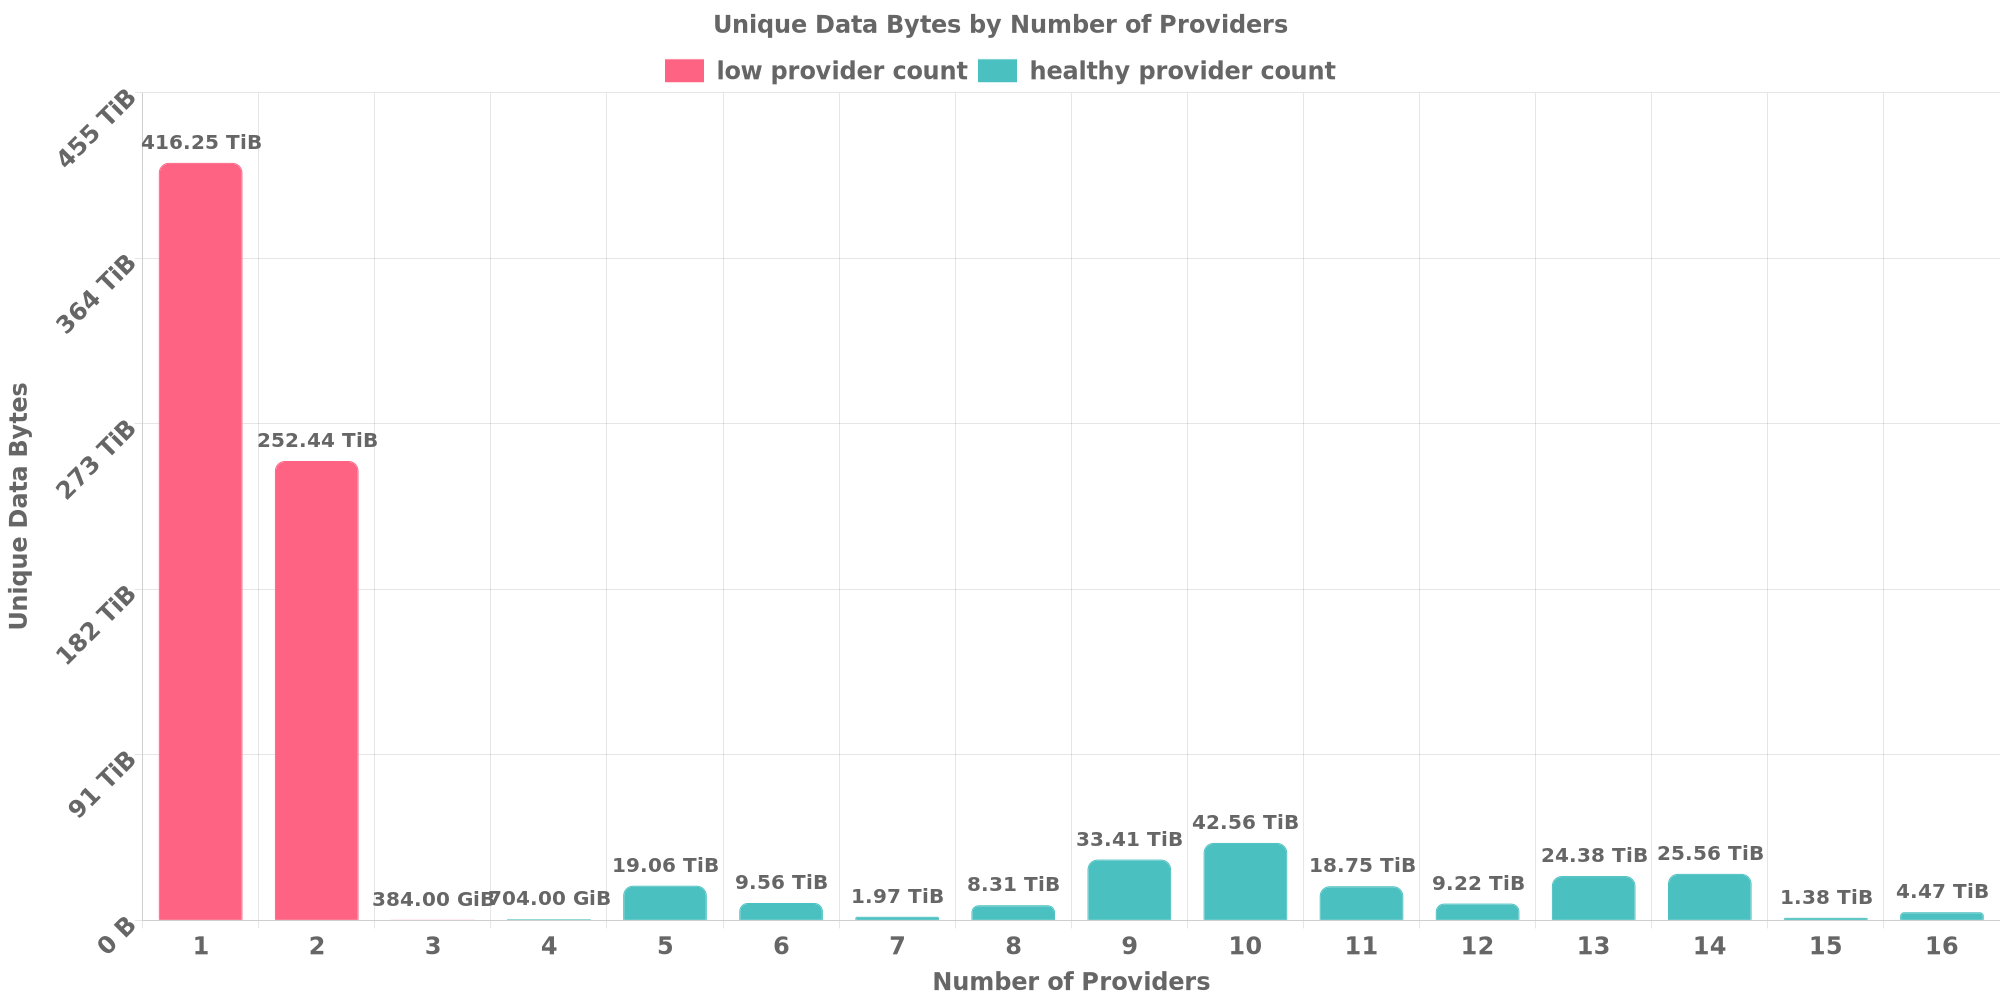 Unique Data Bytes by Number of Providers
low provider count healthy provider count
Unique Data Bytes
455 TiB
364 TiB
273 TiB
182 TiB
91 TiB
0 B
416.25 TiB
252.44 TiB
384.00 GiB
704.00 GiB
19.06 TiB
9.56 TiB
1.97 TiB
8.31 TiB
33.41 TiB
42.56 TiB
18.75 TiB
9.22 TiB
24.38 TiB
25.56 TiB
1.38 TiB
4.47 TiB
1 2 3 4 5 6 7 8 9 10 11 12 13 14 15 16
Number of Providers